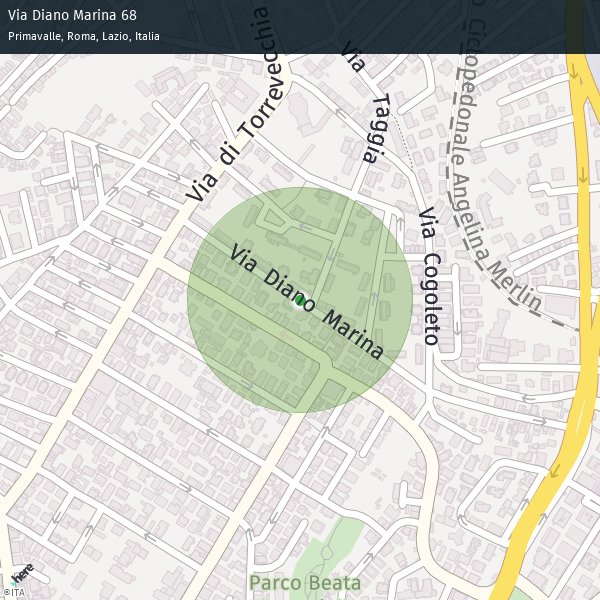 Via Diano Marina 68
Primavalle, Roma, Lazio, Italia
Via di Torrevecchia
Via Taggia
o Ciclopedonale Angelina Merlin
Via Diano Marina
Via Cogoleto
Parco Beata
here
©ITA